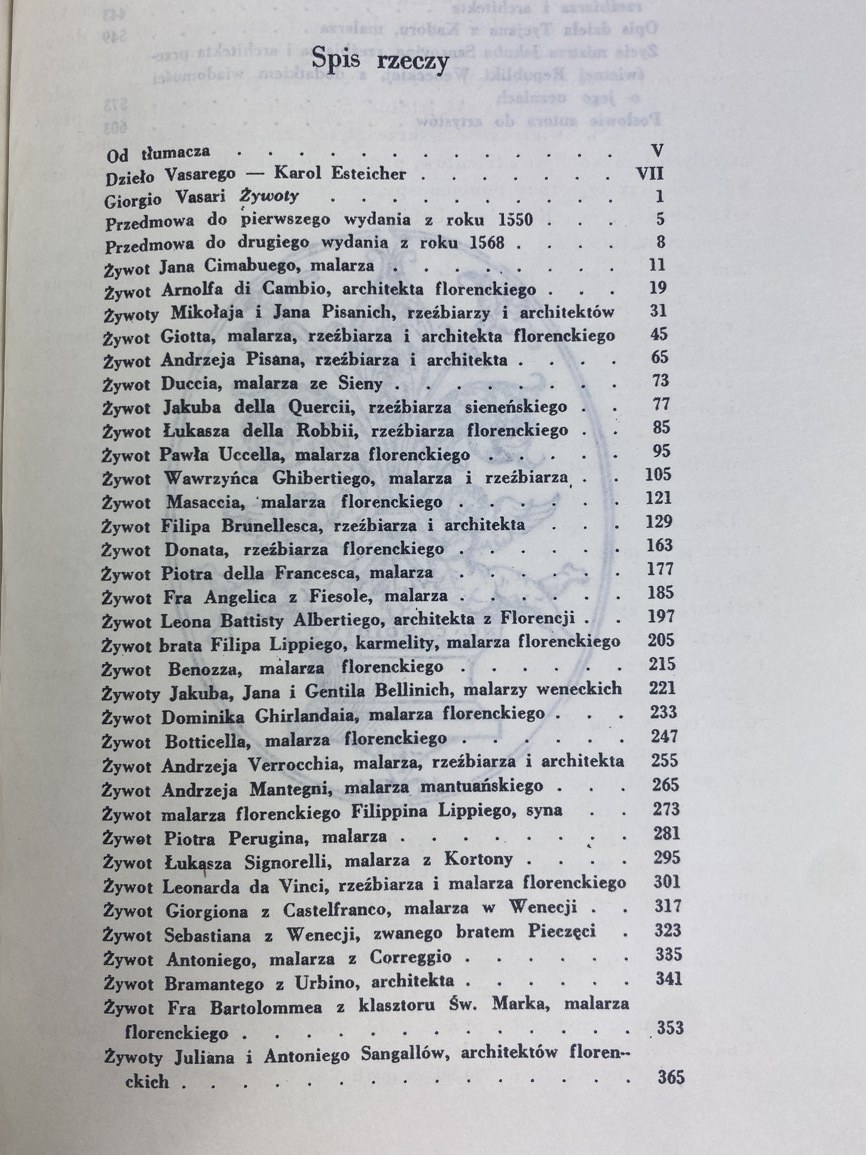 Spis rzeczy
Od tłumacza . . . . . . . . . . . . . . . . . . V
Dzieło Vasarego — Karol Esteicher . . . . . . . VII
Giorgio Vasari Żywoty . . . . . . . . . . . . . 1
Przedmowa do pierwszego wydania z roku 1550 . . . . 5
Przedmowa do drugiego wydania z roku 1568 . . . . 8
Żywot Jana Cimabuego, malarza . . . . . . . . 11
Żywot Arnolfa di Cambio, architekta florenckiego . . . . 19
Żywoty Mikołaja i Jana Pisanich, rzeźbiarzy i architektów 31
Żywot Giotta, malarza, rzeźbiarza i architekta florenckiego 45
Żywot Andrzeja Pisana, rzeźbiarza i architekta . . . . . 65
Żywot Duccia, malarza ze Sieny . . . . . . . . 73
Żywot Jakuba della Quercii, rzeźbiarza sieneńskiego . . 77
Żywot Łukasza della Robbii, rzeźbiarza florenckiego . . 85
Żywot Pawła Uccella, malarza florenckiego . . . . . 95
Żywot Wawrzyńca Ghibertiego, malarza i rzeźbiarza . . 105
Żywot Masaccia, malarza florenckiego . . . . . . 121
Żywot Filipa Brunellesca, rzeźbiarza i architekta . . . 129
Żywot Donata, rzeźbiarza florenckiego . . . . . . 163
Żywot Piotra della Francesca, malarza . . . . . . 177
Żywot Fra Angelica z Fiesole, malarza . . . . . . 185
Żywot Leona Battisty Albertiego, architekta z Florencji . . 197
Żywot brata Filipa Lippiego, karmelity, malarza florenckiego 205
Żywot Benozza, malarza florenckiego . . . . . . 215
Żywoty Jakuba, Jana i Gentila Bellinich, malarzy weneckich 221
Żywot Dominika Ghirlandaia, malarza florenckiego . . . 233
Żywot Botticella, malarza florenckiego . . . . . . 247
Żywot Andrzeja Verrocchia, malarza, rzeźbiarza i architekta 255
Żywot Andrzeja Mantegni, malarza mantuańskiego . . . 265
Żywot malarza florenckiego Filippina Lippiego, syna . . 273
Żywot Piotra Perugina, malarza . . . . . . . . 281
Żywot Łukasza Signorelli, malarza z Kortony . . . . 295
Żywot Leonarda da Vinci, rzeźbiarza i malarza florenckiego 301
Żywot Giorgiona z Castelfranco, malarza w Wenecji . . 317
Żywot Sebastiana z Wenecji, zwanego bratem Pieczęci . 323
Żywot Antoniego, malarza z Correggio . . . . . . 335
Żywot Bramantego z Urbino, architekta . . . . . . 341
Żywot Fra Bartolommea z klasztoru Św. Marka, malarza
florenckiego . . . . . . . . . . . . . 353
Żywoty Juliana i Antoniego Sangallów, architektów floren-
ckich . . . . . . . . . . . . . . . 365